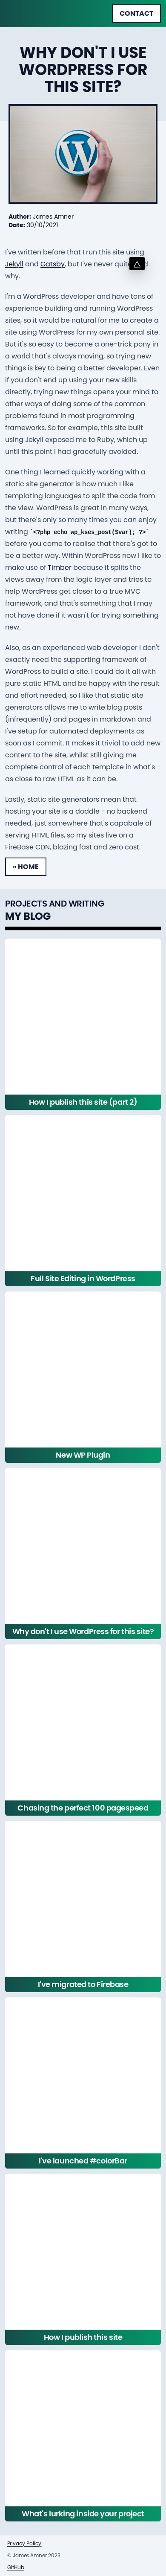 CONTACT
WHY DON'T I USE
WORDPRESS FOR
THIS SITE?
Author: James Amner
Date: 30/10/2021
I've written before that I run this site using
Jekyll and Gatsby, but I've never quite said
why.
I'm a WordPress developer and have tons of
experience building and running WordPress
sites, so it would be natural for me to create a
site using WordPress for my own personal site.
But it's so easy to become a one-trick pony in
a world that's always moving, so trying new
things is key to being a better developer. Even
if you don't end up using your new skills
directly, trying new things opens your mind to
other ways of doing some of the common
problems found in most programming
frameworks. So for example, this site built
using Jekyll exposed me to Ruby, which up
until this point I had gracefully avoided.
One thing I learned quickly working with a
static site generator is how much I like
templating languages to split the code from
the view. WordPress is great in many ways,
but there's only so many times you can enjoy
writing `<?php echo wp_kses_post($var); ?>`
before you come to realise that there's got to
be a better way. Within WordPress now I like to
make use of Timber because it splits the
views away from the logic layer and tries to
help WordPress get closer to a true MVC
framework, and that's something that I may
not have done if it wasn't for trying something
new.
Also, as an experienced web developer I don't
exactly need the supporting framework of
WordPress to build a site. I could do it all with
pure static HTML and be happy with the result
and effort needed, so I like that static site
generators allows me to write blog posts
(infrequently) and pages in markdown and
I've setup for automated deployments as
soon as I commit. It makes it trivial to add new
content to the site, whilst still giving me
complete control of each template in what's
as close to raw HTML as it can be.
Lastly, static site generators mean that
hosting your site is a doddle - no backend
needed, just somewhere that's capabale of
serving HTML files, so my sites live on a
FireBase CDN, blazing fast and zero cost.
« HOME
PROJECTS AND WRITING
MY BLOG
How I publish this site (part 2)
Full Site Editing in WordPress
New WP Plugin
Why don't I use WordPress for this site?
Chasing the perfect 100 pagespeed
I've migrated to Firebase
I've launched #colorBar
How I publish this site
What's lurking inside your project
Privacy Policy
© James Amner 2023
GitHub